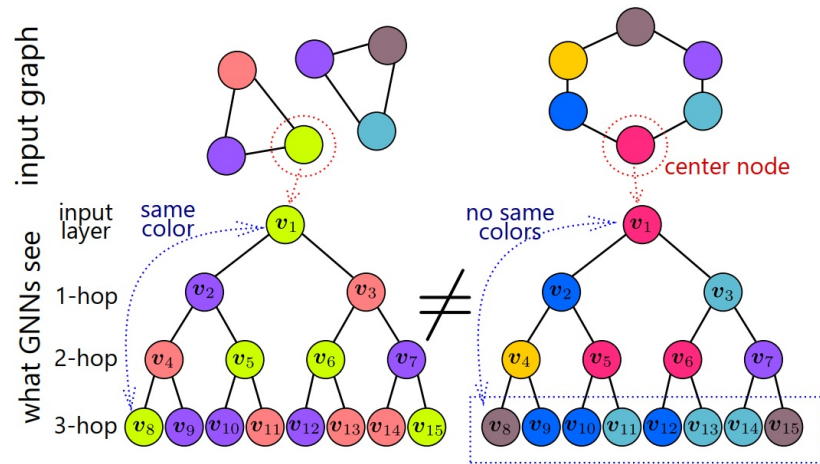 input graph
center node
what GNNs see
input
layer
same
color
no same
colors
v1
v1
1-hop
v2
v3
≠
v2
v3
2-hop
v4
v5
v6
v7
v4
v5
v6
v7
3-hop
v8
v9
v10
v11
v12
v13
v14
v15
v8
v9
v10
v11
v12
v13
v14
v15